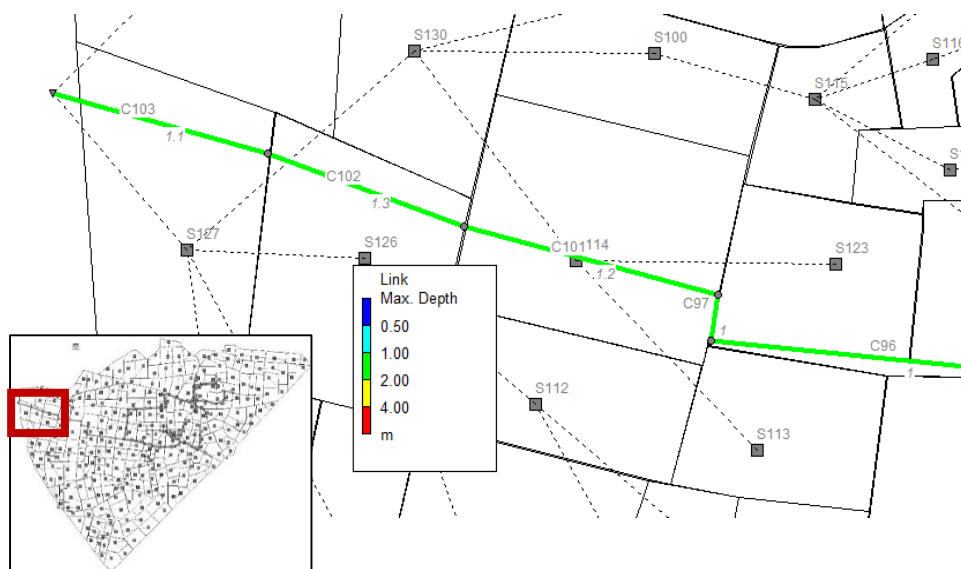 S130
S100
S116
S115
C103
1.1
C102
1.3
S127
S126
C101
114
1.2
S123
C97
1
C96
1
Link
Max. Depth
0.50
1.00
2.00
4.00
m
S112
S113